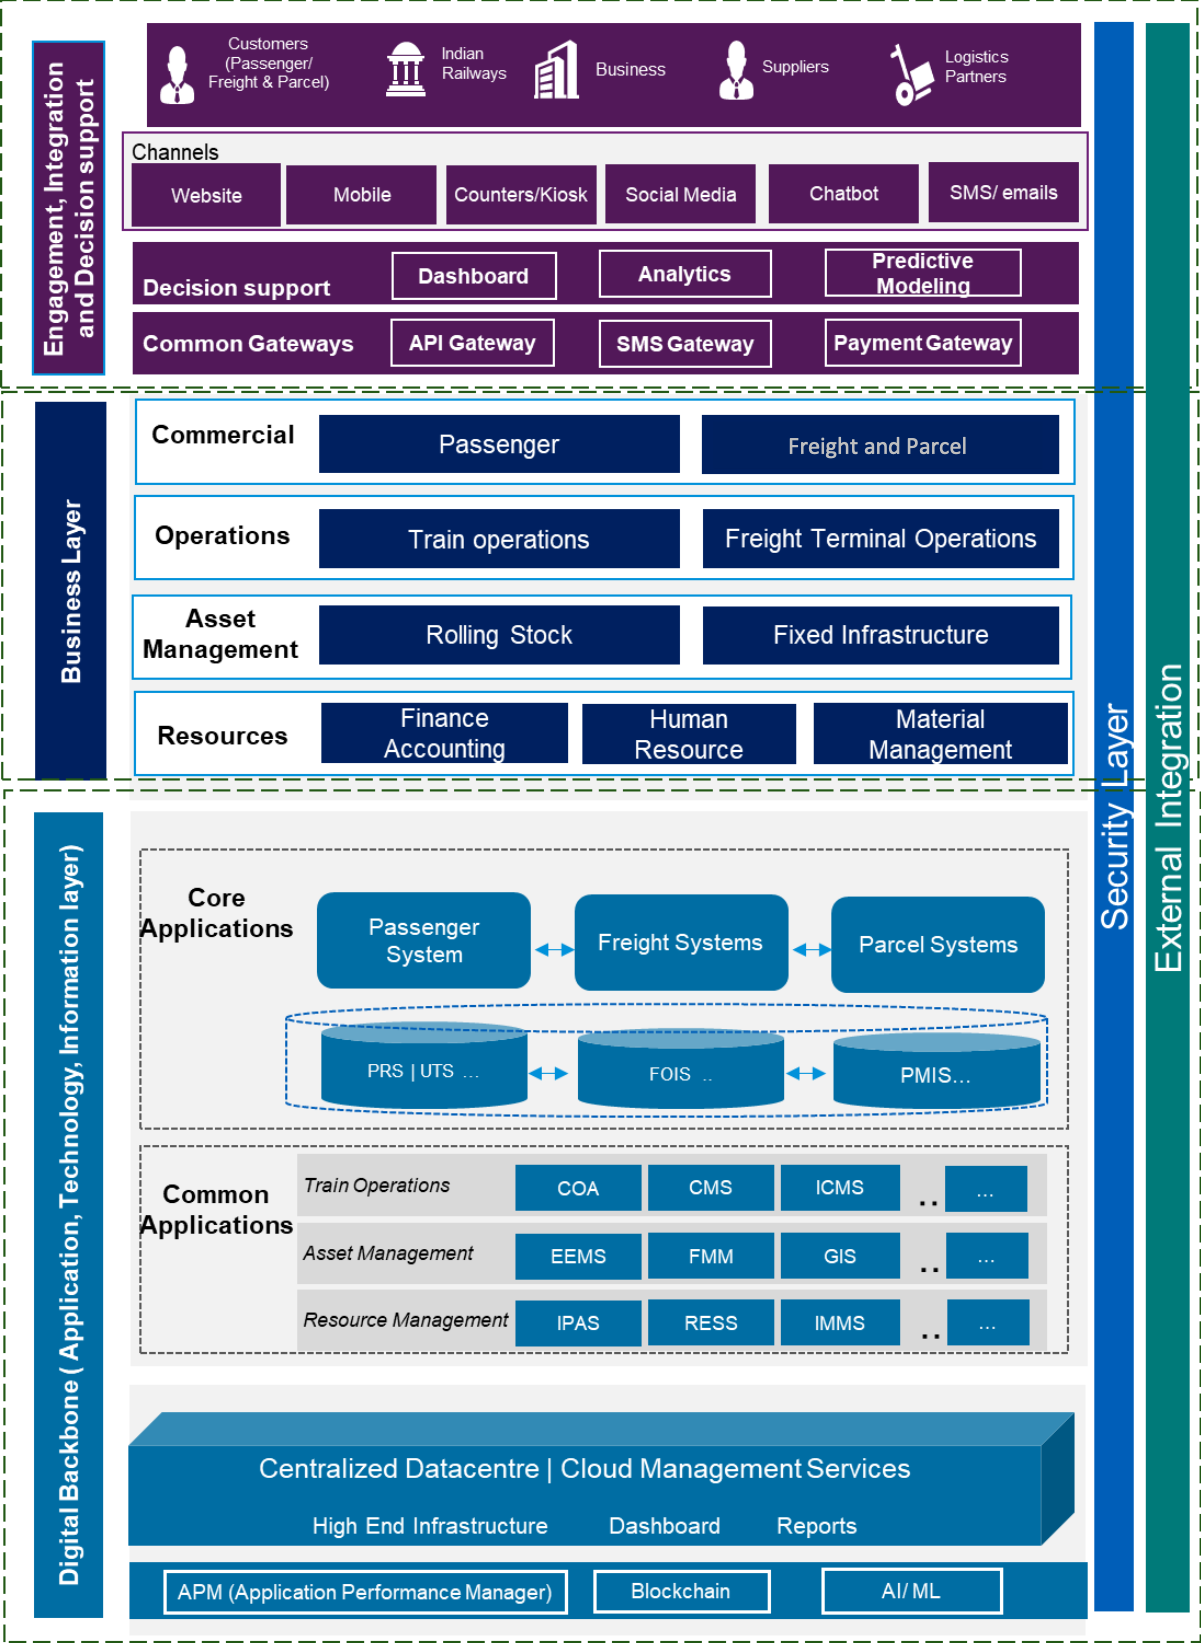 Engagement, Integration
and Decision support
Customers
(Passenger/
Freight & Parcel)
Indian
Railways
Business
Suppliers
Logistics
Partners
Channels
Website
Mobile
Counters/Kiosk
Social Media
Chatbot
SMS/ emails
Decision support
Dashboard
Analytics
Predictive
Modeling
Common Gateways
API Gateway
SMS Gateway
Payment Gateway
Business Layer
Commercial
Passenger
Freight and Parcel
Operations
Train operations
Freight Terminal Operations
Asset
Management
Rolling Stock
Fixed Infrastructure
Resources
Finance
Accounting
Human
Resource
Material
Management
Security Layer
External Integration
Digital Backbone ( Application, Technology, Information layer)
Core
Applications
Passenger
System
Freight Systems
Parcel Systems
PRS | UTS ...
FOIS ..
PMIS...
Common
Applications
Train Operations
COA
CMS
ICMS
..
...
Asset Management
EEMS
FMM
GIS
..
...
Resource Management
IPAS
RESS
IMMS
..
...
Centralized Datacentre | Cloud Management Services
High End Infrastructure
Dashboard
Reports
APM (Application Performance Manager)
Blockchain
AI/ ML